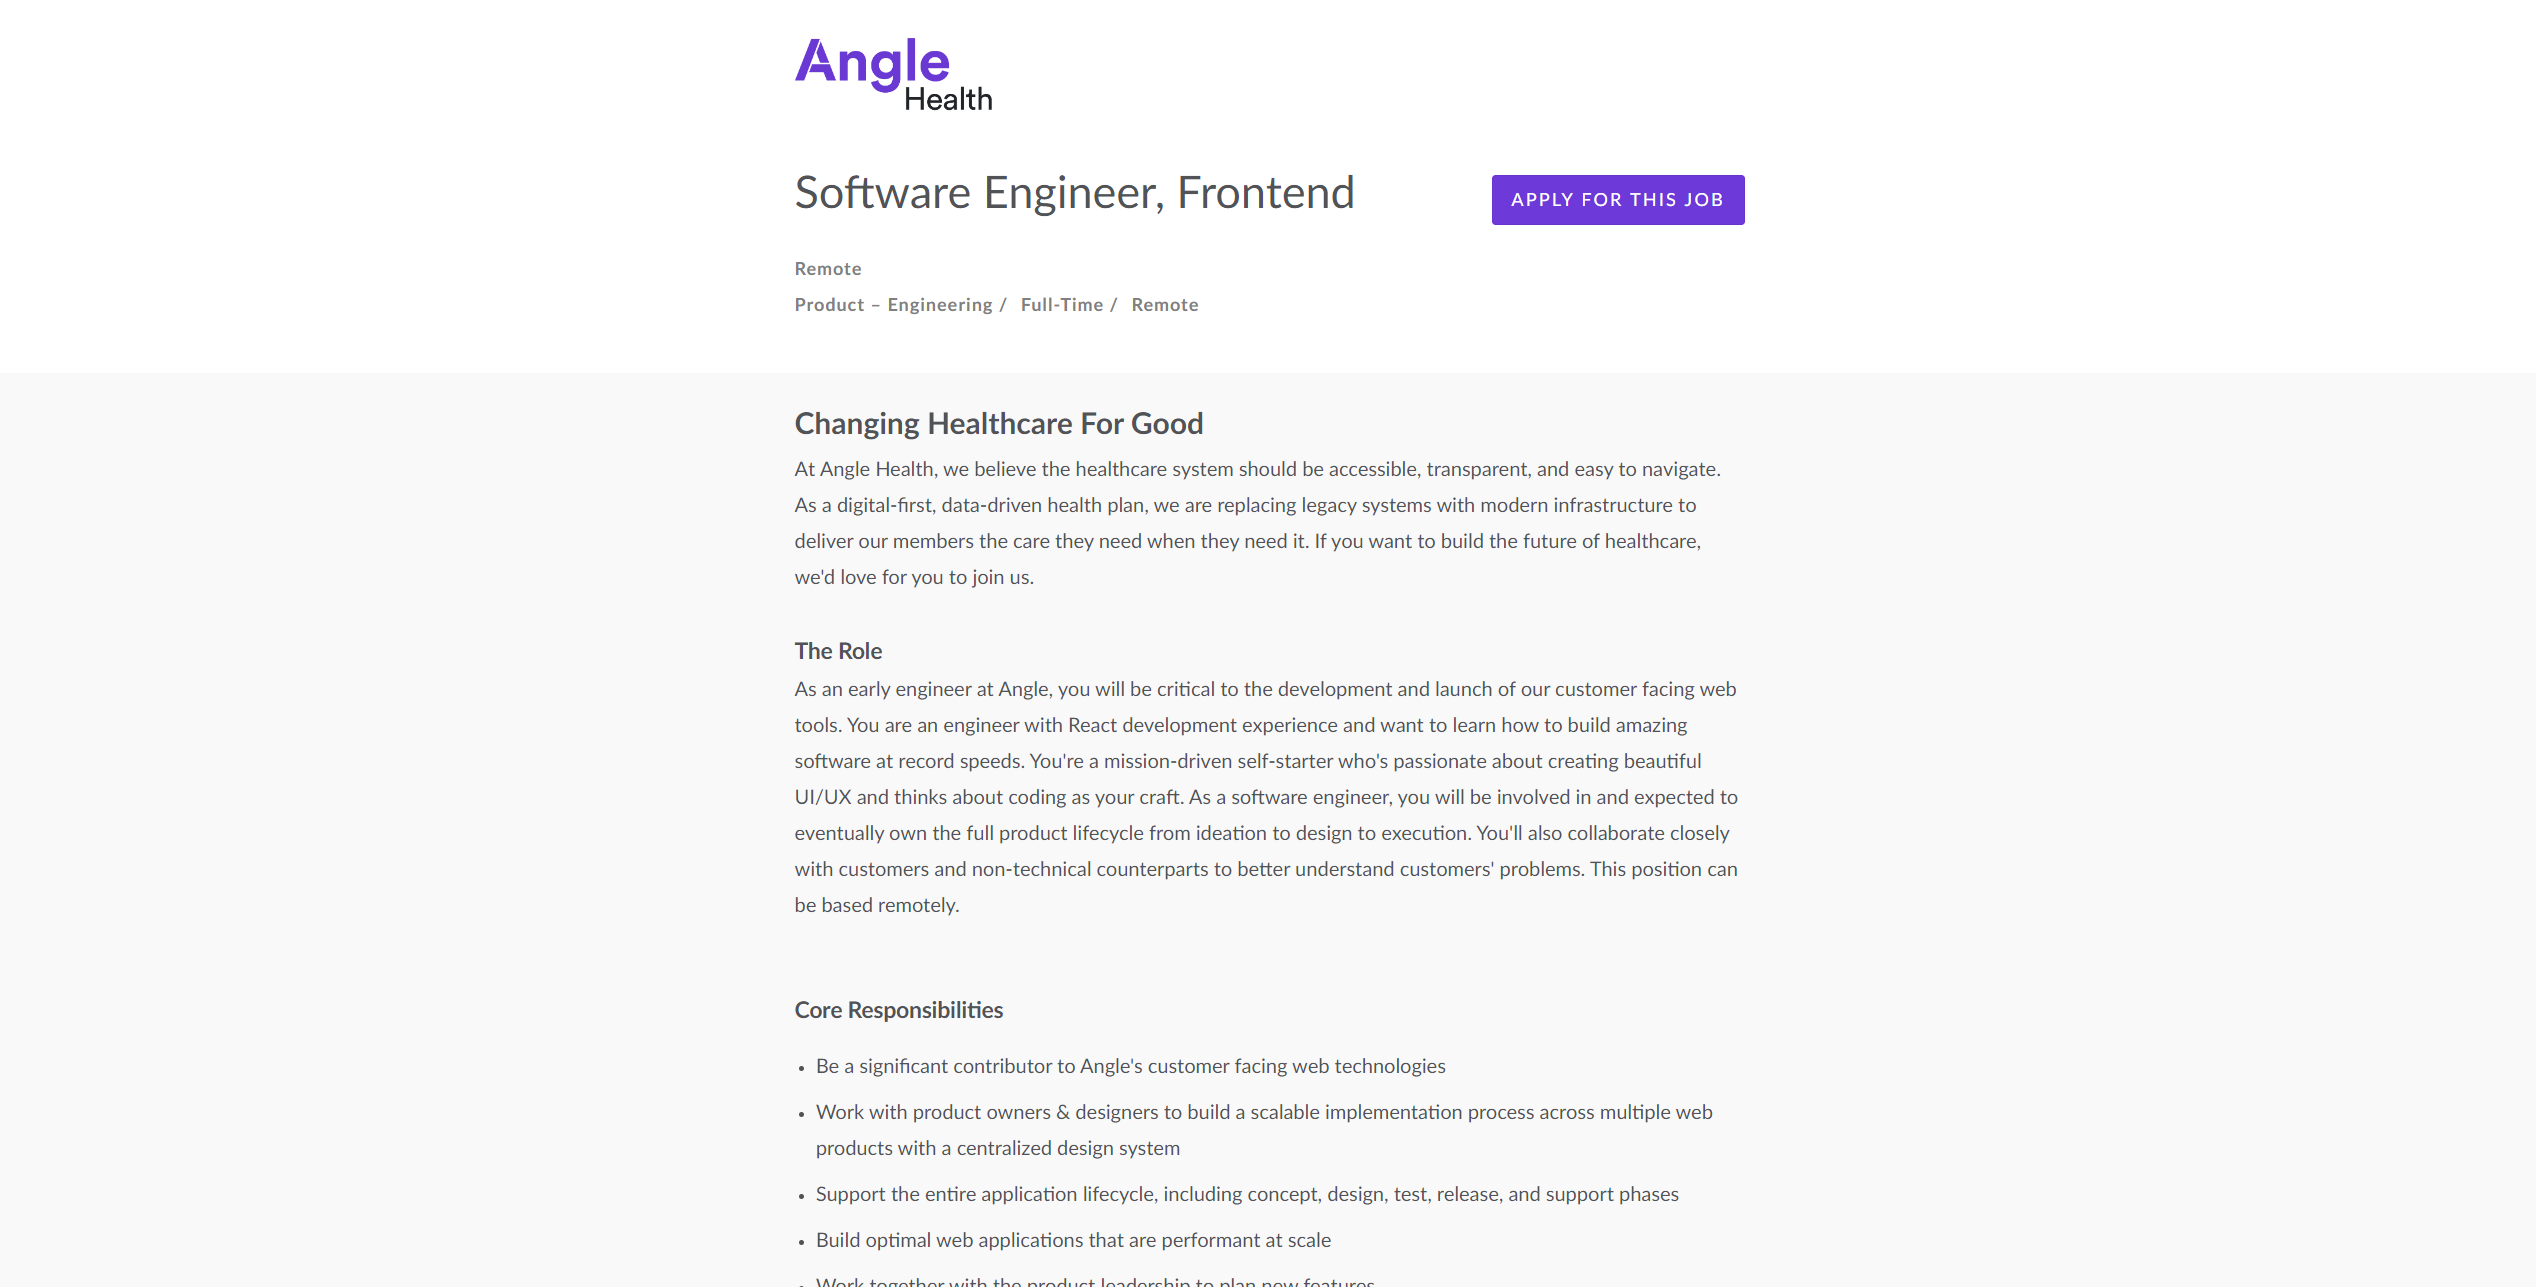 Angle
Health
Software Engineer, Frontend
APPLY FOR THIS JOB
Remote
Product – Engineering / Full-Time / Remote
Changing Healthcare For Good
At Angle Health, we believe the healthcare system should be accessible, transparent, and easy to navigate.
As a digital-first, data-driven health plan, we are replacing legacy systems with modern infrastructure to
deliver our members the care they need when they need it. If you want to build the future of healthcare,
we'd love for you to join us.
The Role
As an early engineer at Angle, you will be critical to the development and launch of our customer facing web
tools. You are an engineer with React development experience and want to learn how to build amazing
software at record speeds. You're a mission-driven self-starter who's passionate about creating beautiful
UI/UX and thinks about coding as your craft. As a software engineer, you will be involved in and expected to
eventually own the full product lifecycle from ideation to design to execution. You'll also collaborate closely
with customers and non-technical counterparts to better understand customers' problems. This position can
be based remotely.
Core Responsibilities
• Be a significant contributor to Angle's customer facing web technologies
• Work with product owners & designers to build a scalable implementation process across multiple web
products with a centralized design system
• Support the entire application lifecycle, including concept, design, test, release, and support phases
• Build optimal web applications that are performant at scale
• Work together with the product leadership to plan new features